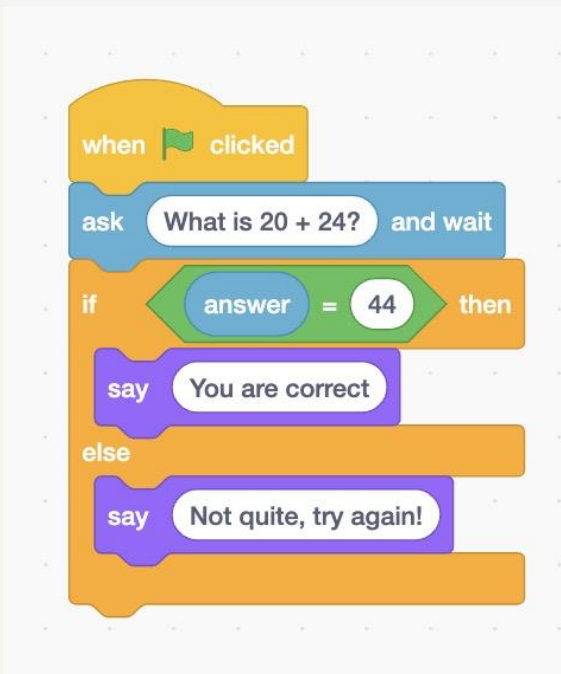 when clicked
ask What is 20 + 24? and wait
if answer = 44 then
say You are correct
else
say Not quite, try again!